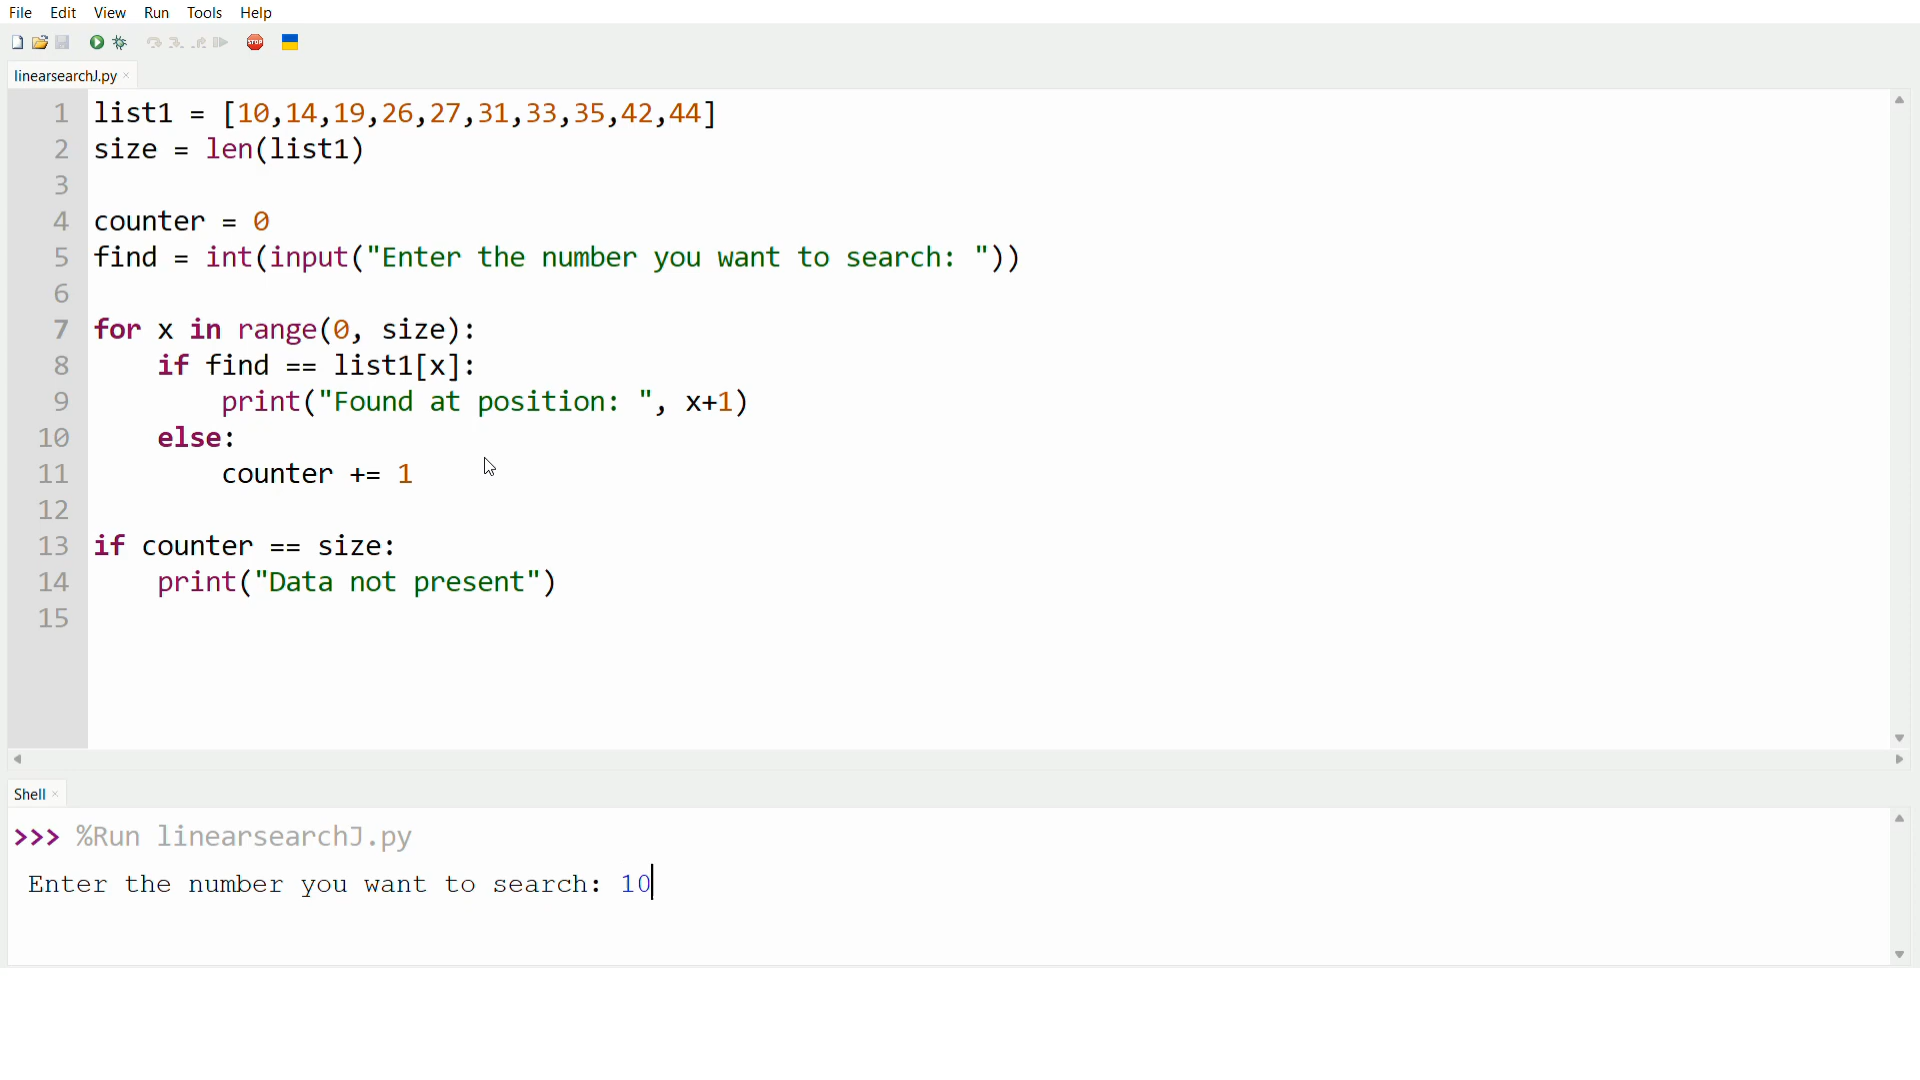 File Edit View Run Tools Help
STOP
linearsearchJ.py ×
1 list1 = [10,14,19,26,27,31,33,35,42,44]
2 size = len(list1)
3
4 counter = 0
5 find = int(input("Enter the number you want to search: "))
6
7 for x in range(0, size):
8     if find == list1[x]:
9         print("Found at position: ", x+1)
10     else:
11         counter += 1
12
13 if counter == size:
14     print("Data not present")
15
Shell ×
>>> %Run linearsearchJ.py
Enter the number you want to search: 10